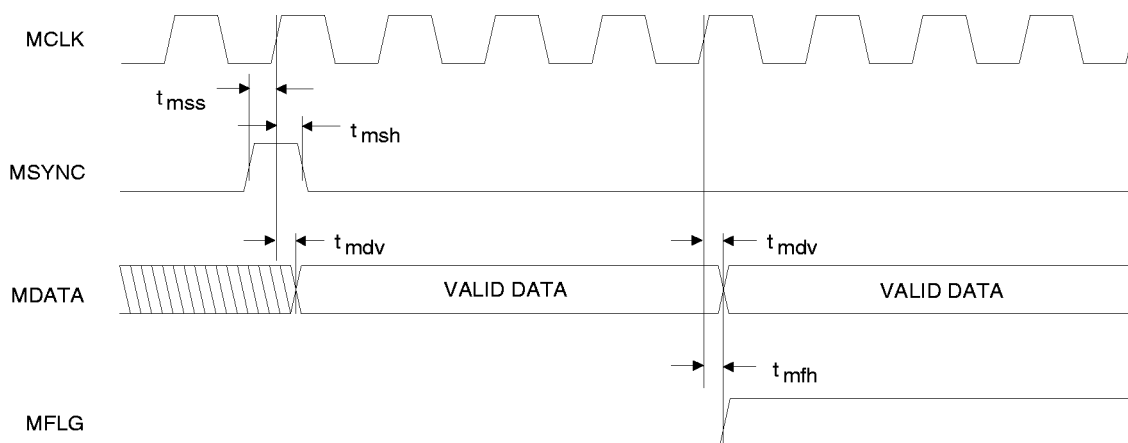 MCLK
t mss
t msh
MSYNC
t mdv
t mdv
MDATA
VALID DATA
VALID DATA
t mfh
MFLG